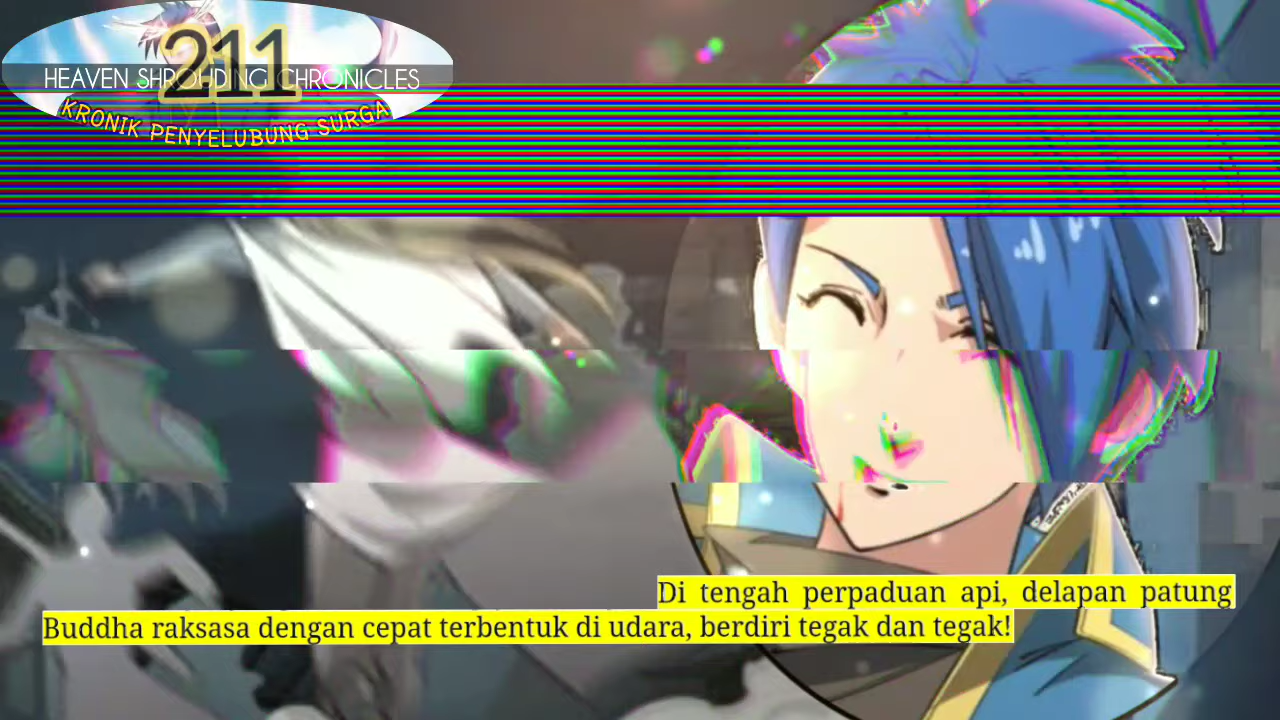 211
HEAVEN SHROUDING CHRONICLES
KRONIK PENYELUBUNG SURGA
Di tengah perpaduan api, delapan patung
Buddha raksasa dengan cepat terbentuk di udara, berdiri tegak dan tegak!